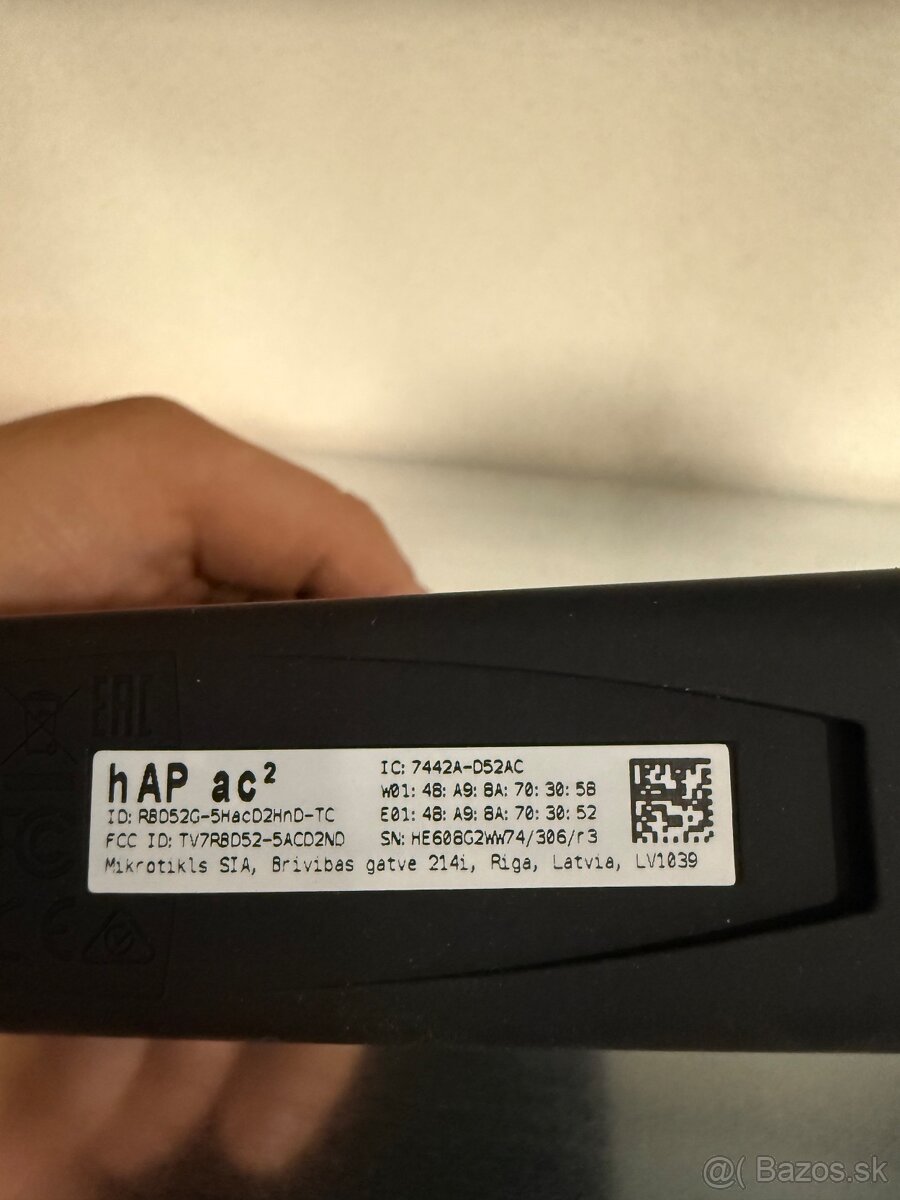 EAC
hAP ac²
ID: RBD52G-5HacD2HnD-TC
FCC ID: TV7RBD52-5ACD2ND
IC: 7442A-D52AC
W01: 48: A9: 8A: 70: 30: 58
E01: 48: A9: 8A: 70: 30: 52
SN: HE608G2WW74/306/r3
Mikrotikls SIA, Brivibas gatve 214i, Riga, Latvia, LV1039
CE
@( Bazos.sk